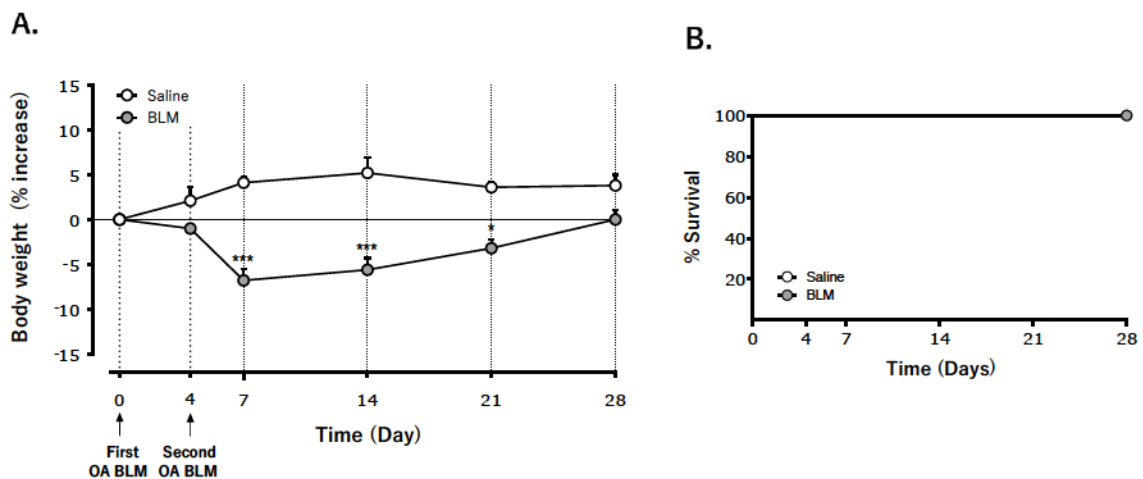 A.
Body weight (% increase)
15
10
5
0
-5
-10
-15
Saline
BLM
***
***
*
0 4 7 14 21 28
First
OA BLM
Second
OA BLM
Time (Day)
B.
% Survival
100
80
60
40
20
Saline
BLM
0 4 7 14 21 28
Time (Days)